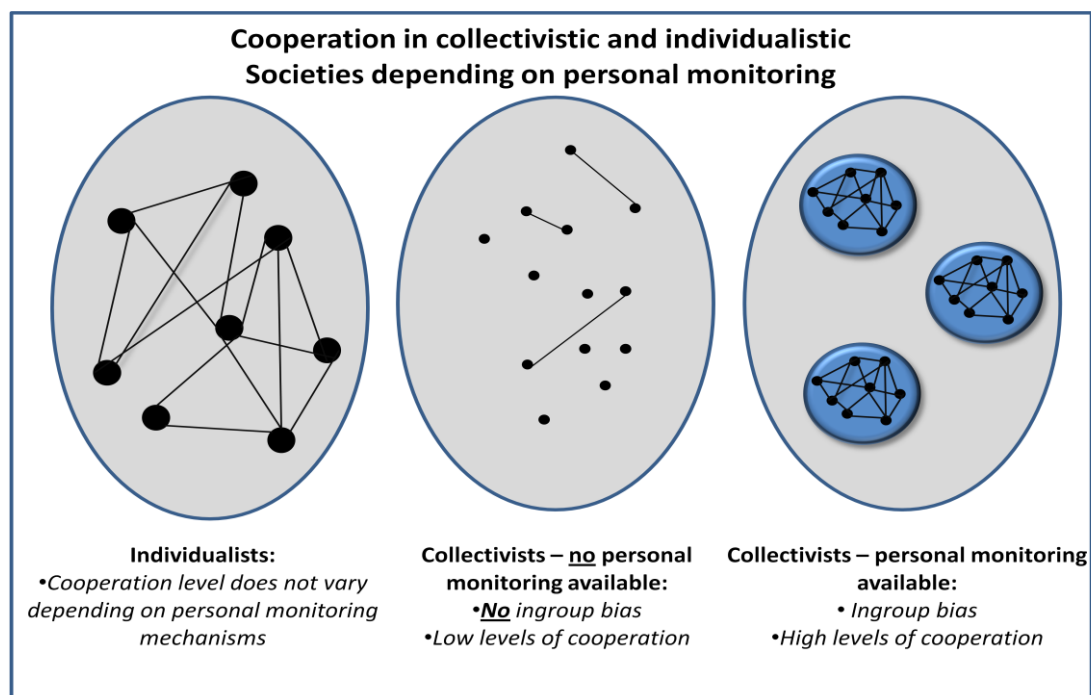 Cooperation in collectivistic and individualistic
Societies depending on personal monitoring
Individualists:
•Cooperation level does not vary
depending on personal monitoring
mechanisms
Collectivists – no personal
monitoring available:
•No ingroup bias
•Low levels of cooperation
Collectivists – personal monitoring
available:
• Ingroup bias
•High levels of cooperation